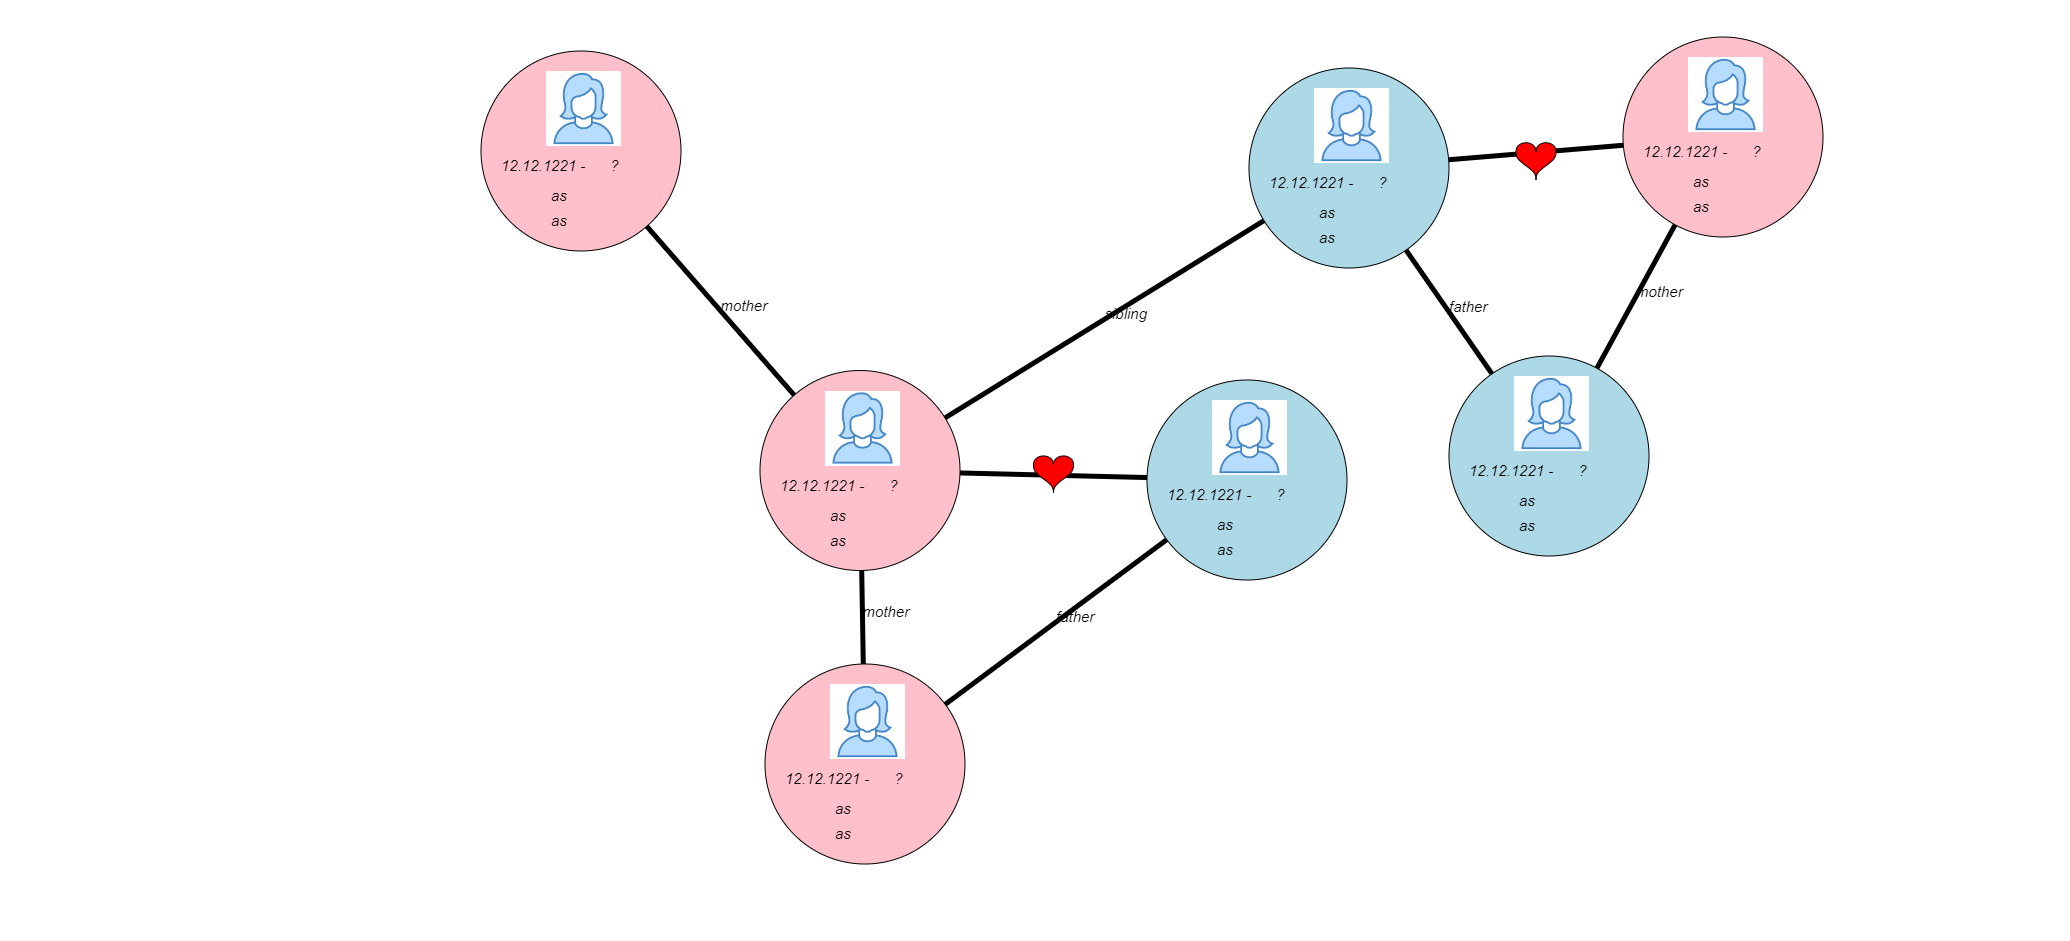 12.12.1221 - ?
as
as
12.12.1221 - ?
as
as
12.12.1221 - ?
as
as
mother
sibling
father
mother
12.12.1221 - ?
as
as
12.12.1221 - ?
as
as
12.12.1221 - ?
as
as
mother
father
12.12.1221 - ?
as
as